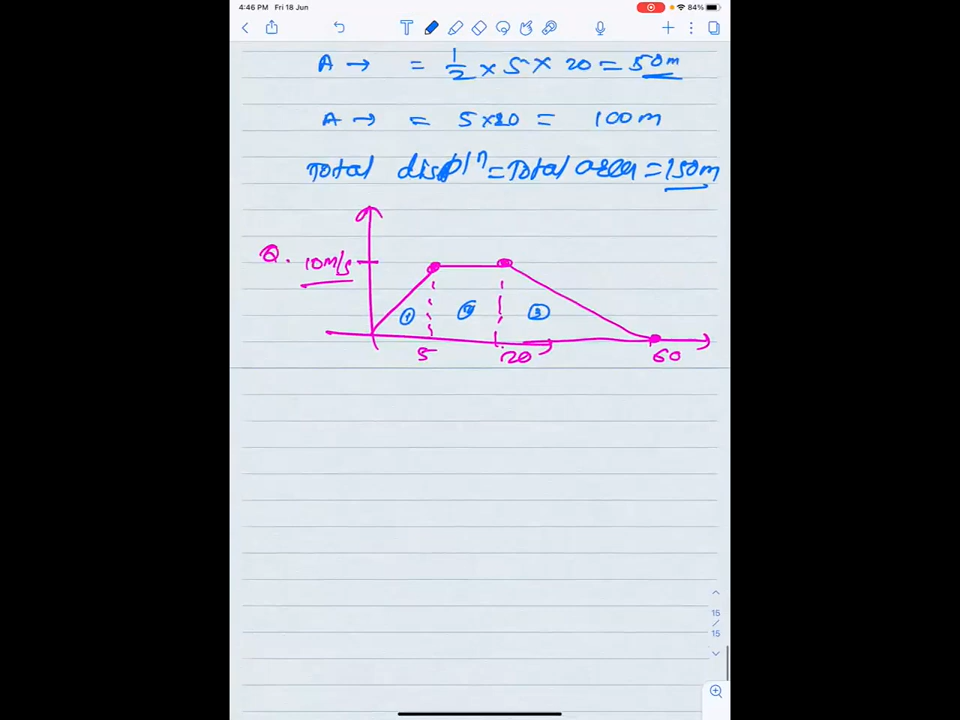 4:46 PM Fri 18 Jun
84%
A → = 1/2 × 5 × 20 = 50m
A → = 5×20 = 100m
Total displn = Total area = 150m
Q. 10m/s
1 2 3
5 20 60
15
/
15